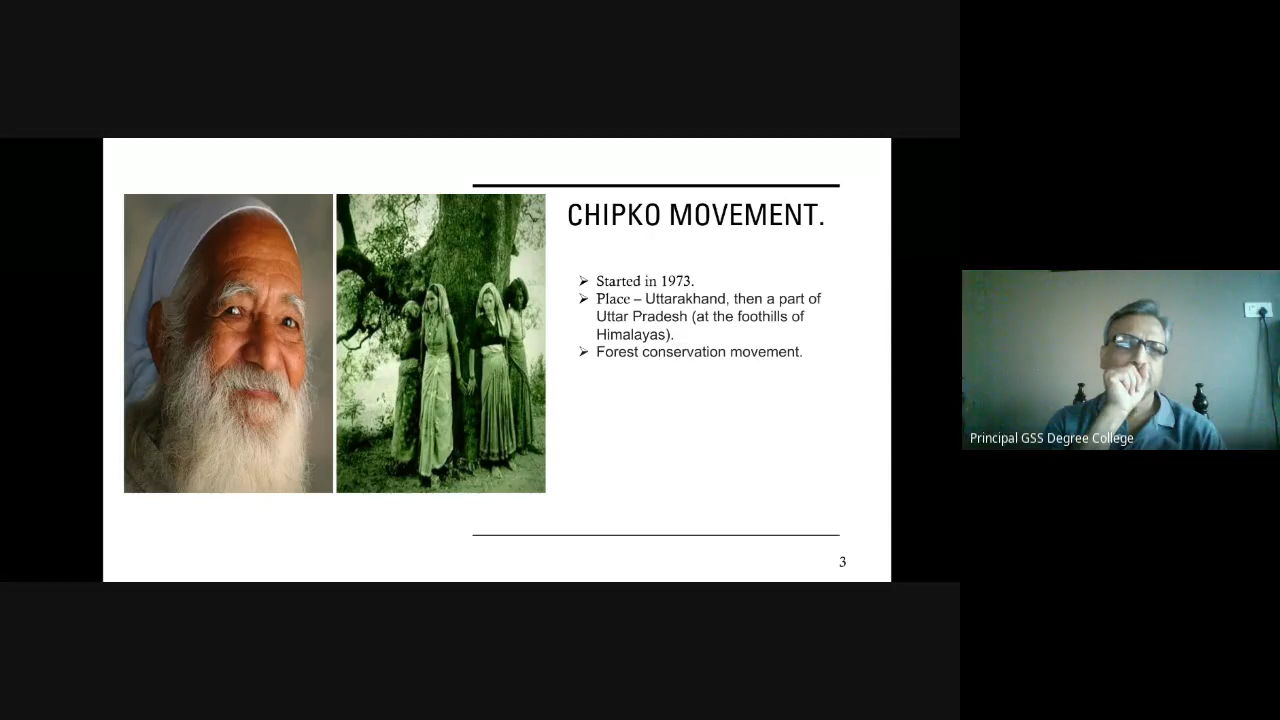 CHIPKO MOVEMENT.
➢ Started in 1973.
➢ Place – Uttarakhand, then a part of
Uttar Pradesh (at the foothills of
Himalayas).
➢ Forest conservation movement.
3
Principal GSS Degree College